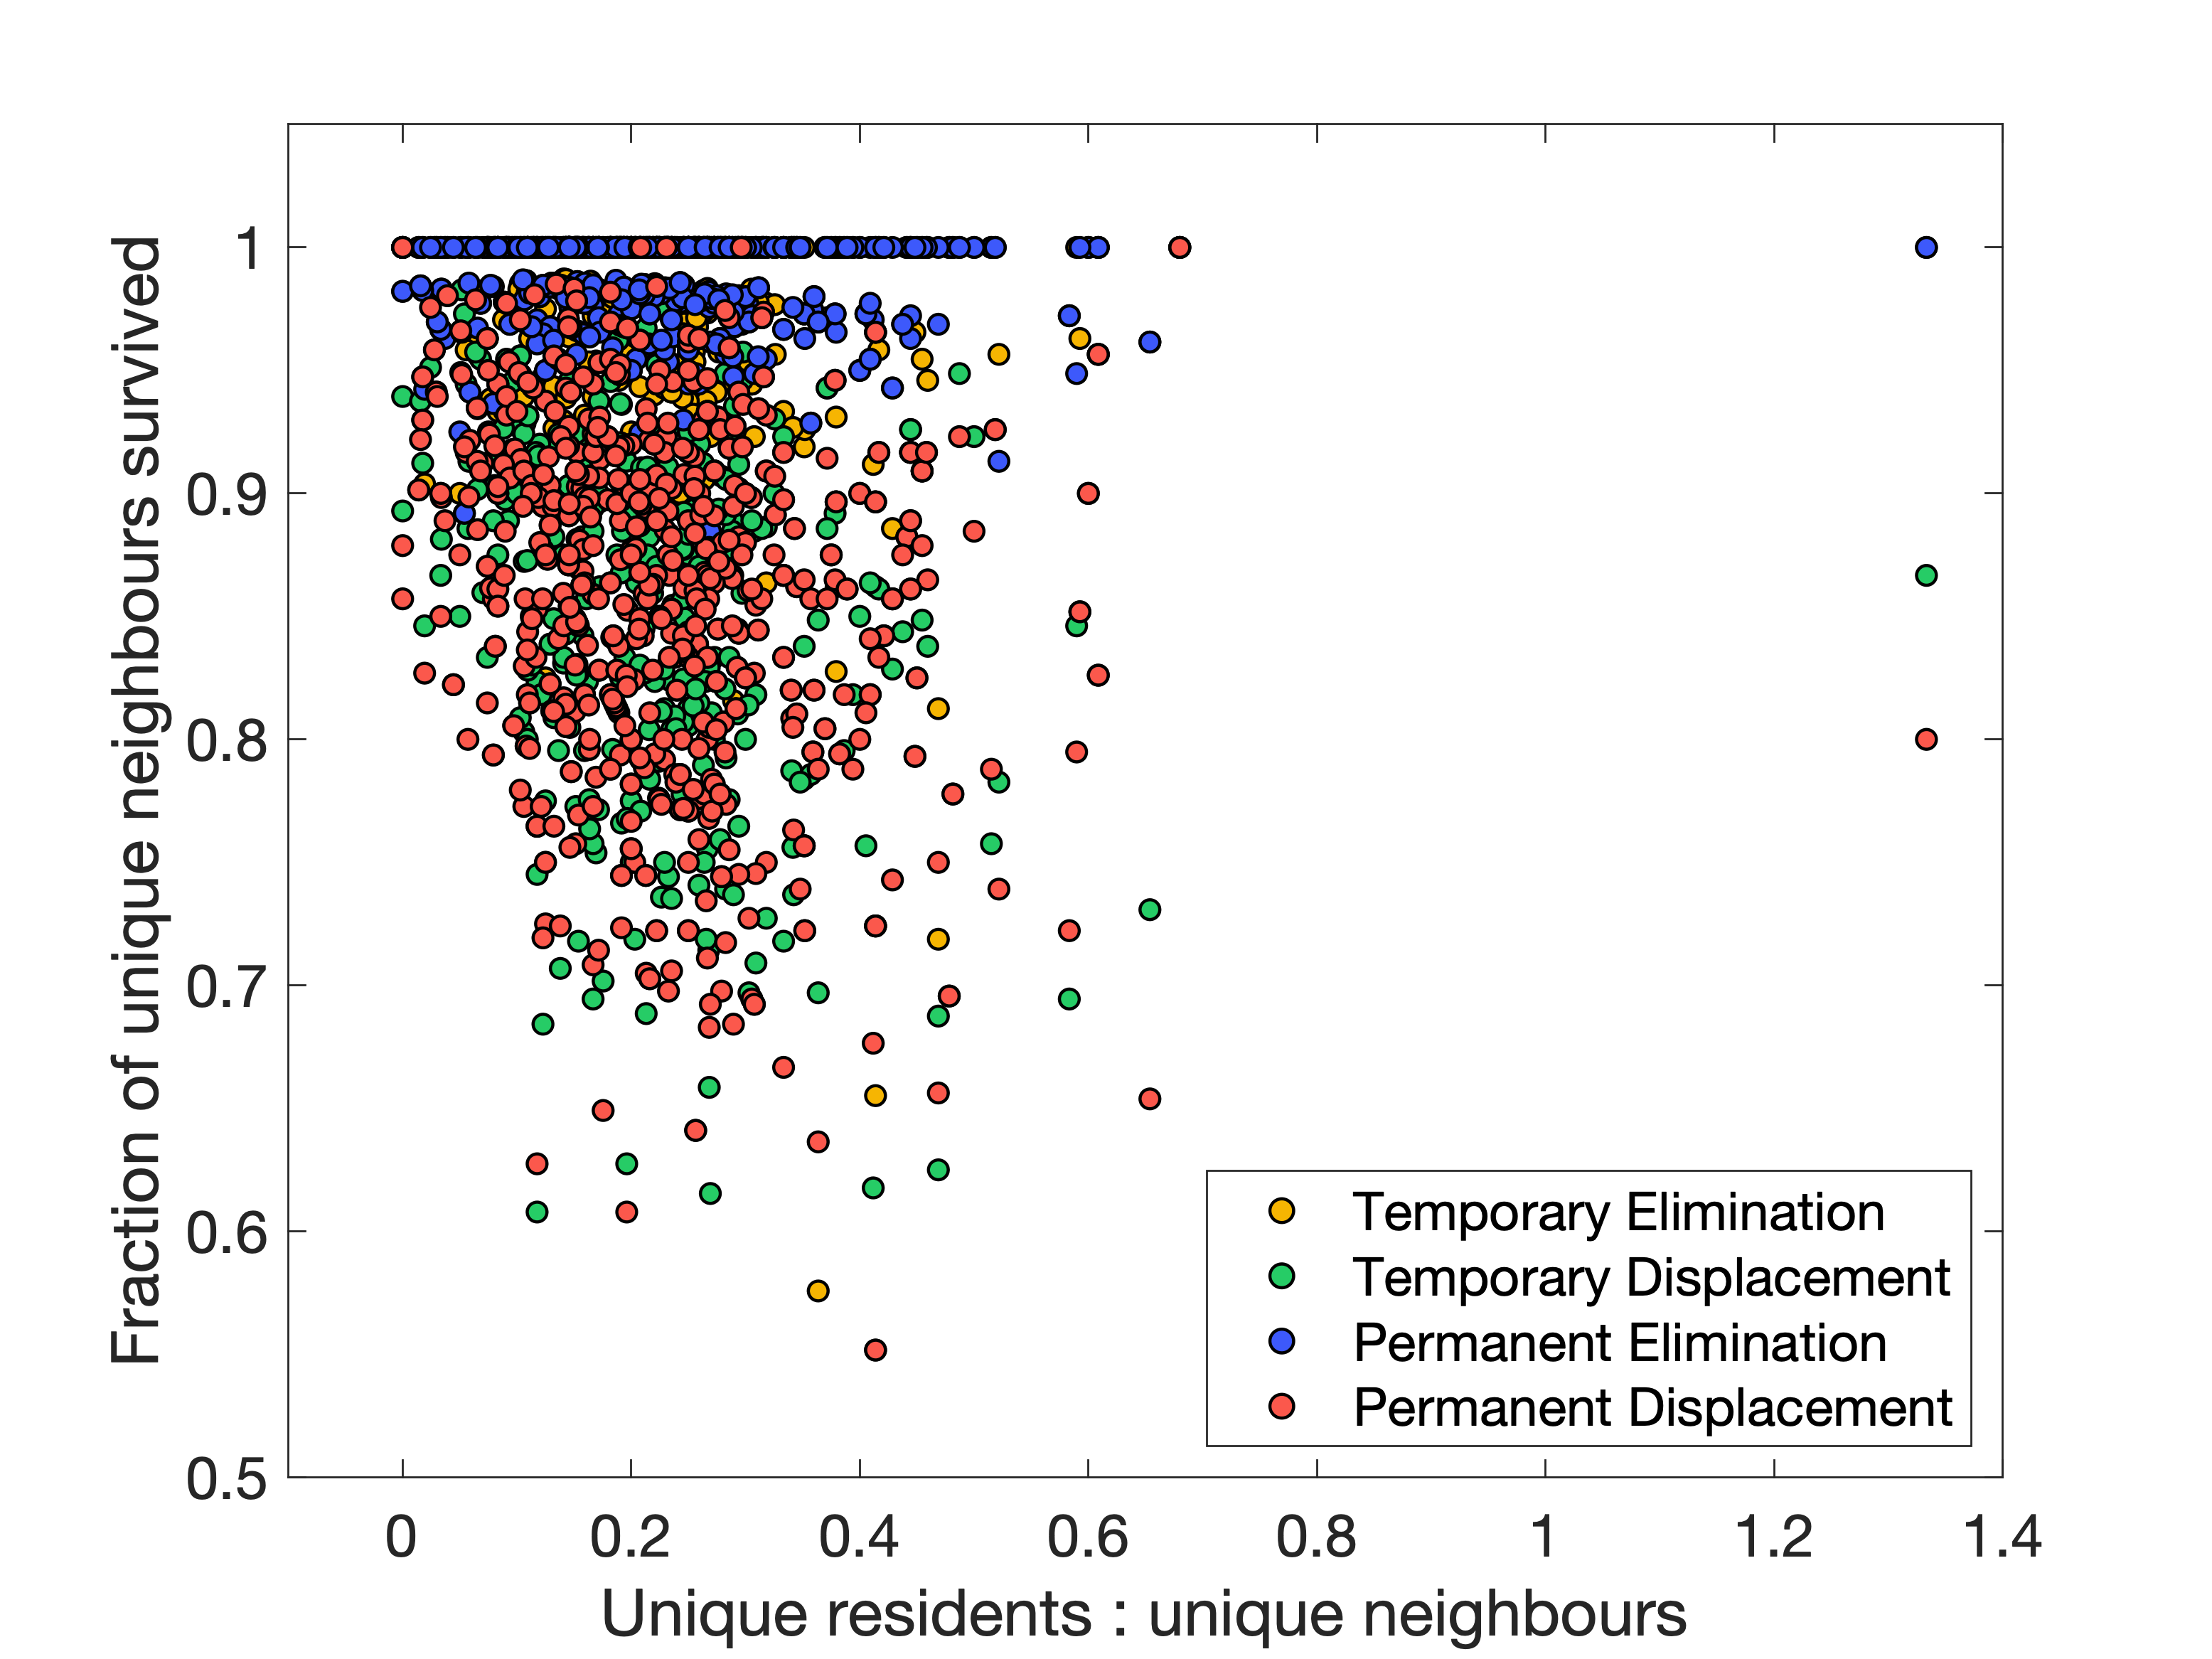 Fraction of unique neighbours survived
1
0.9
0.8
0.7
0.6
0.5
0 0.2 0.4 0.6 0.8 1 1.2 1.4
Unique residents : unique neighbours
Temporary Elimination
Temporary Displacement
Permanent Elimination
Permanent Displacement